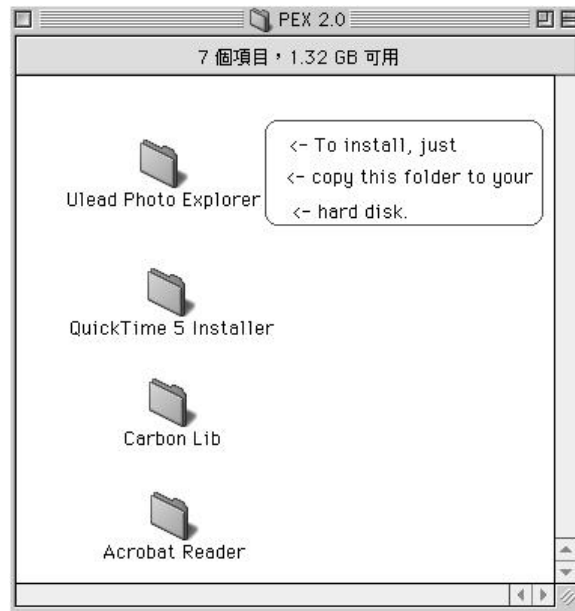 PEX 2.0
7 個項目，1.32 GB 可用
<- To install, just
<- copy this folder to your
<- hard disk.
Ulead Photo Explorer
QuickTime 5 Installer
Carbon Lib
Acrobat Reader